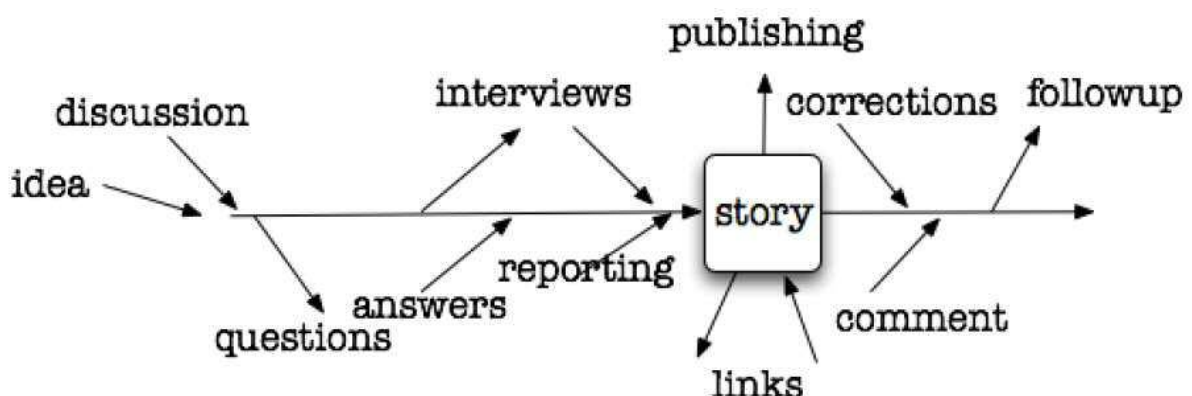 publishing
interviews
corrections
followup
discussion
idea
story
reporting
answers
comment
questions
links